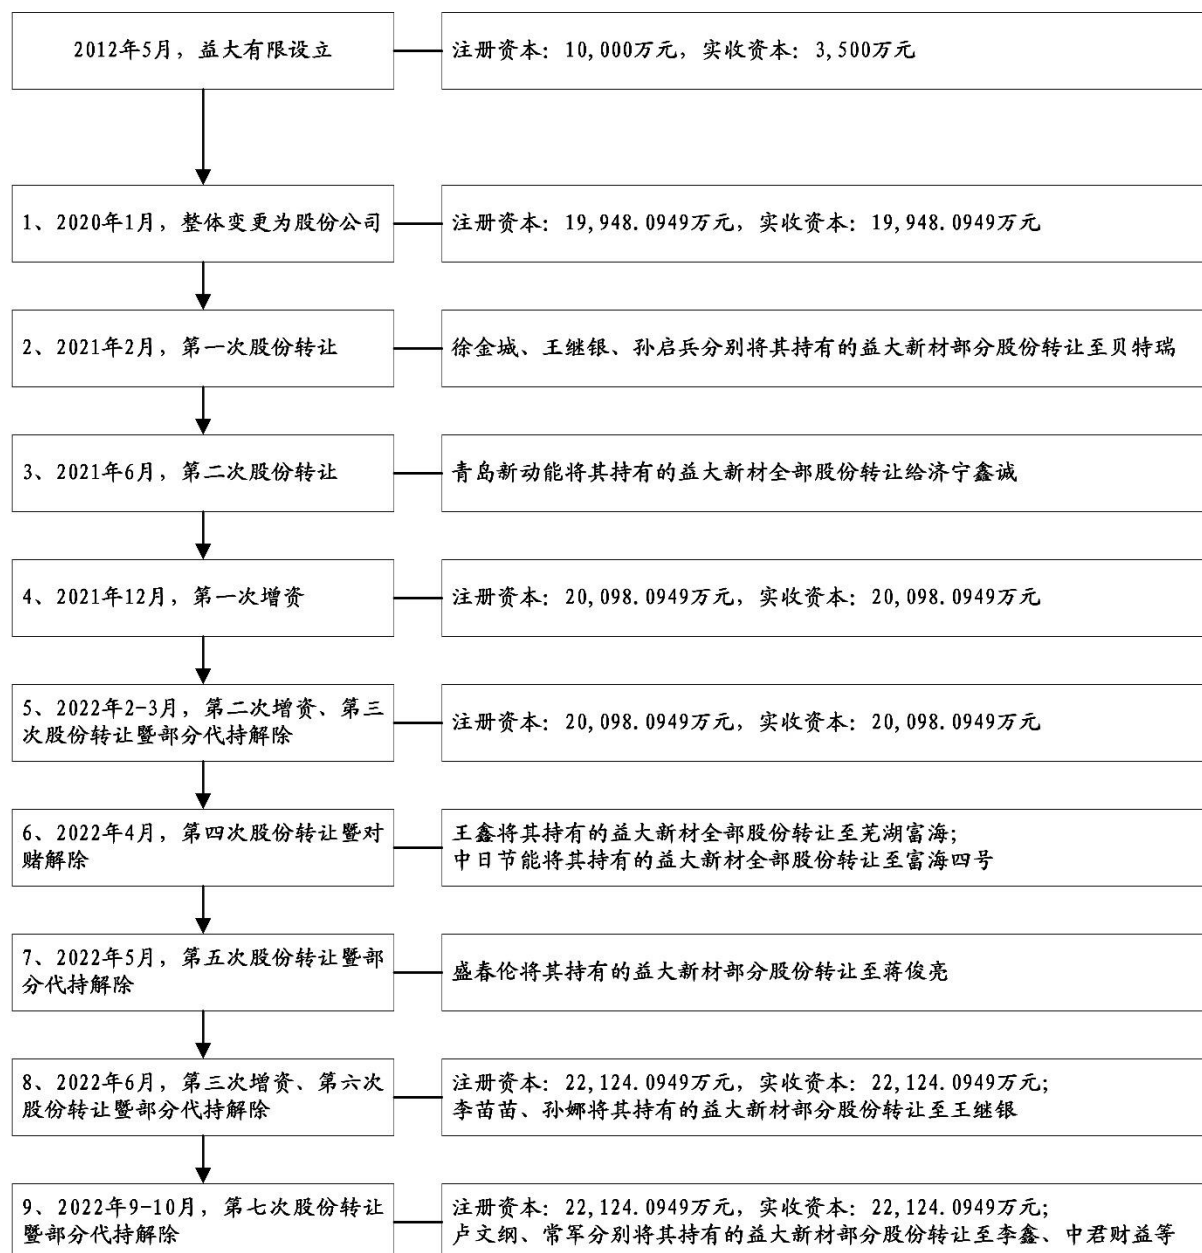 2012年5月，益大有限设立
注册资本：10,000万元，实收资本：3,500万元
1、2020年1月，整体变更为股份公司
注册资本：19,948.0949万元，实收资本：19,948.0949万元
2、2021年2月，第一次股份转让
徐金城、王继银、孙启兵分别将其持有的益大新材部分股份转让至贝特瑞
3、2021年6月，第二次股份转让
青岛新动能将其持有的益大新材全部股份转让给济宁鑫诚
4、2021年12月，第一次增资
注册资本：20,098.0949万元，实收资本：20,098.0949万元
5、2022年2-3月，第二次增资、第三
次股份转让暨部分代持解除
注册资本：20,098.0949万元，实收资本：20,098.0949万元
6、2022年4月，第四次股份转让暨对
赌解除
王鑫将其持有的益大新材全部股份转让至芜湖富海；
中日节能将其持有的益大新材全部股份转让至富海四号
7、2022年5月，第五次股份转让暨部
分代持解除
盛春伦将其持有的益大新材部分股份转让至蒋俊亮
8、2022年6月，第三次增资、第六次
股份转让暨部分代持解除
注册资本：22,124.0949万元，实收资本：22,124.0949万元；
李苗苗、孙娜将其持有的益大新材部分股份转让至王继银
9、2022年9-10月，第七次股份转让
暨部分代持解除
注册资本：22,124.0949万元，实收资本：22,124.0949万元；
卢文纲、常军分别将其持有的益大新材部分股份转让至李鑫、中君财益等